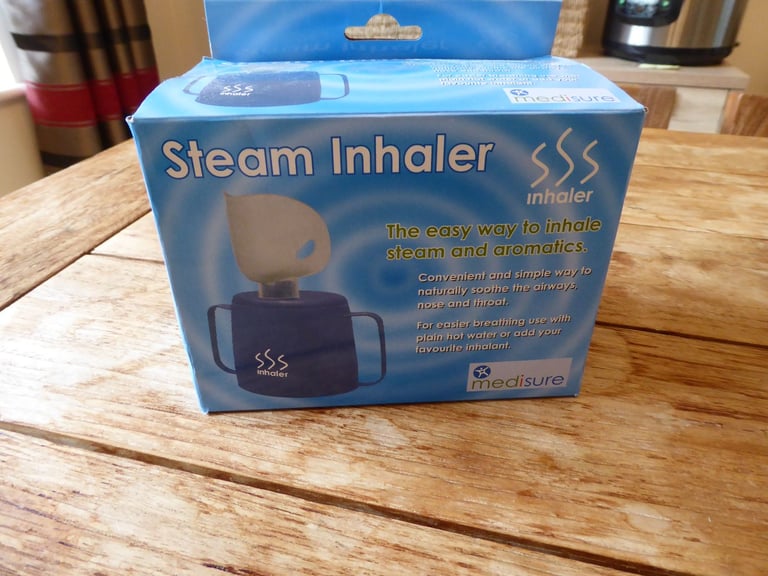 inhaler
medisure
Steam Inhaler
inhaler
The easy way to inhale
steam and aromatics.
Convenient and simple way to
naturally soothe the airways,
nose and throat.
For easier breathing use with
plain hot water or add your
favourite inhalant.
inhaler
medisure